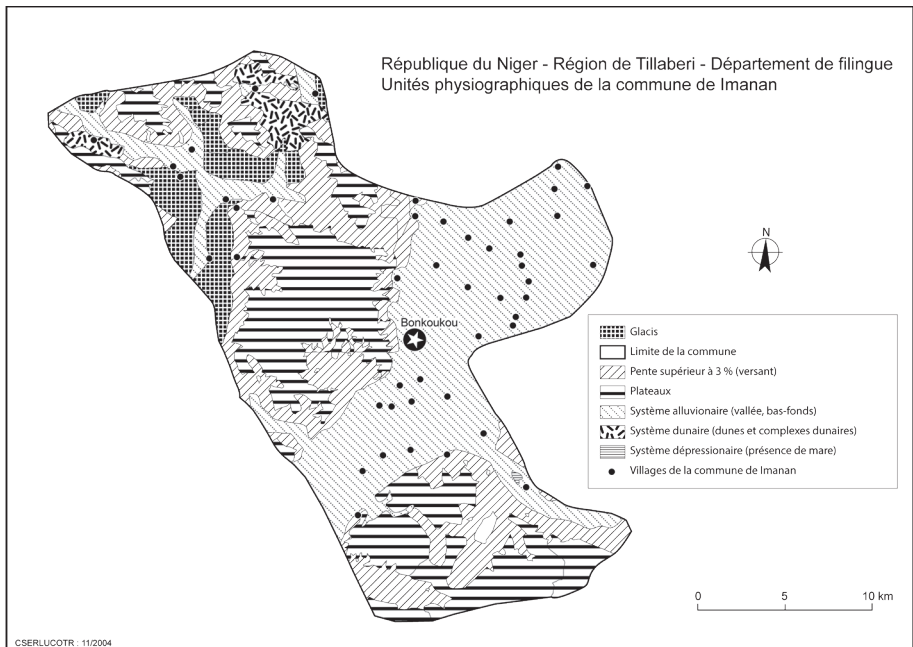 République du Niger - Région de Tillaberi - Département de filingue
Unités physiographiques de la commune de Imanan
N
Bonkoukou
Glacis
Limite de la commune
Pente supérieur à 3 % (versant)
Plateaux
Système alluvionaire (vallée, bas-fonds)
Système dunaire (dunes et complexes dunaires)
Système dépressionaire (présence de mare)
Villages de la commune de Imanan
0 5 10 km
CSERLUCOTR : 11/2004